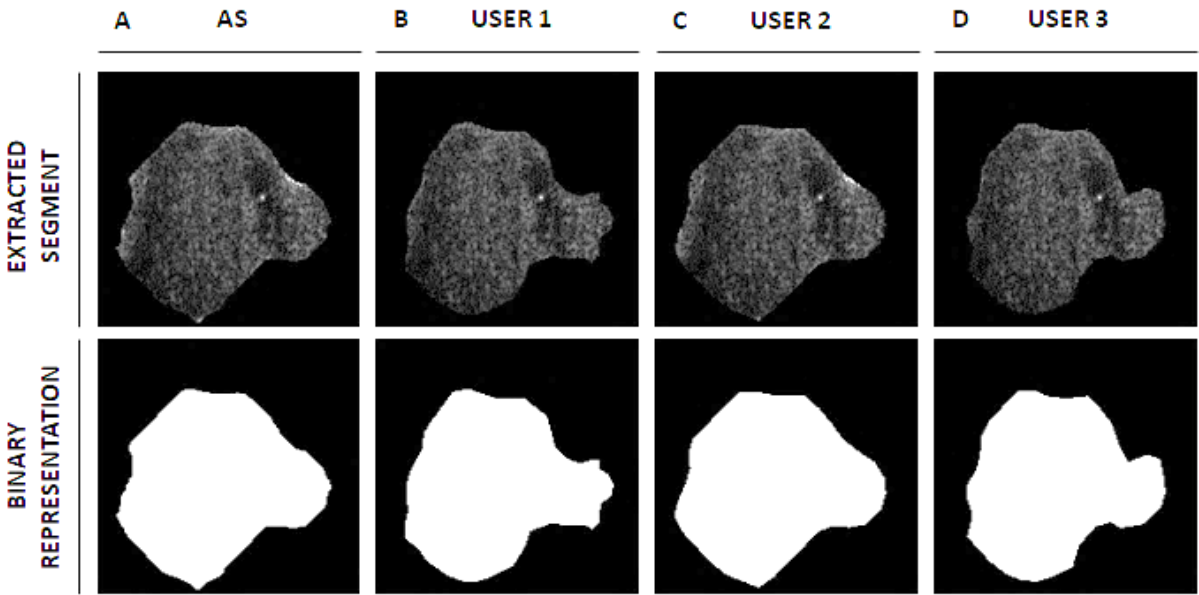 A AS B USER 1 C USER 2 D USER 3
EXTRACTED
SEGMENT
BINARY
REPRESENTATION